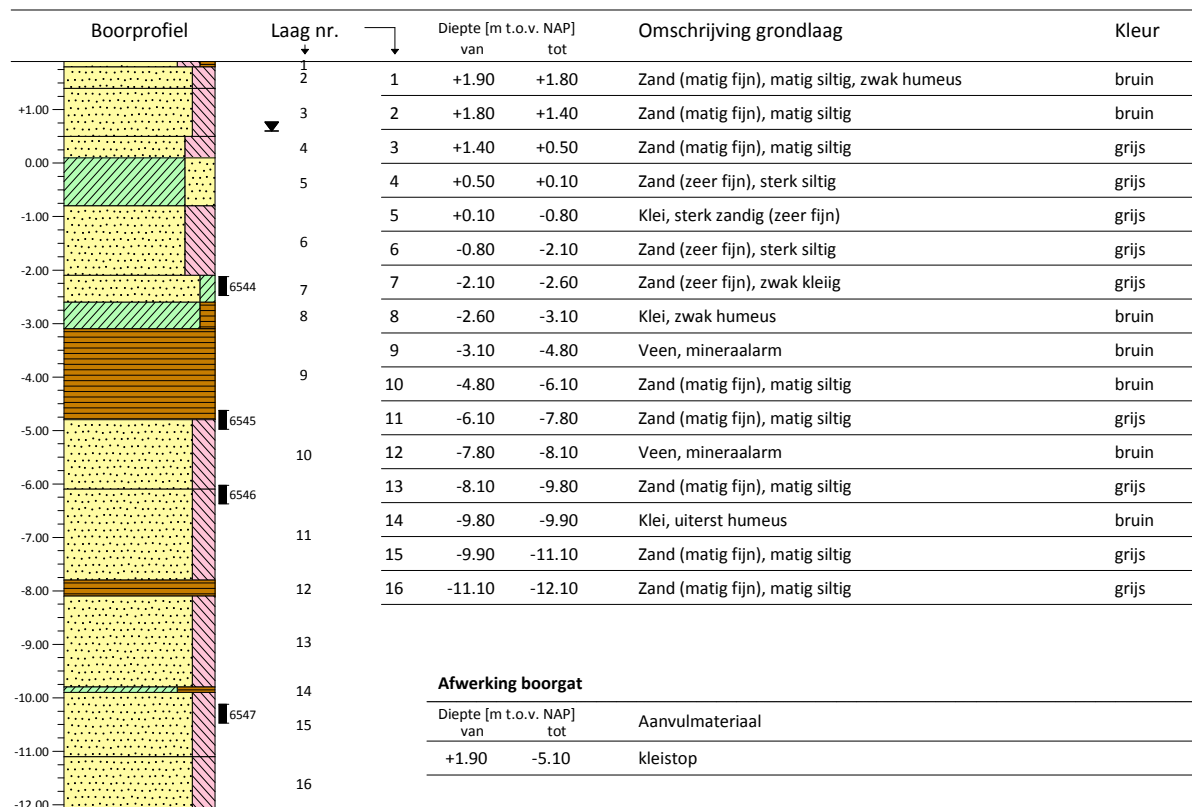 Boorprofiel Laag nr. Diepte [m t.o.v. NAP] Omschrijving grondlaag Kleur
van tot
1 +1.90 +1.80 Zand (matig fijn), matig siltig, zwak humeus bruin
2 +1.80 +1.40 Zand (matig fijn), matig siltig bruin
3 +1.40 +0.50 Zand (matig fijn), matig siltig grijs
4 +0.50 +0.10 Zand (zeer fijn), sterk siltig grijs
5 +0.10 -0.80 Klei, sterk zandig (zeer fijn) grijs
6 -0.80 -2.10 Zand (zeer fijn), sterk siltig grijs
7 -2.10 -2.60 Zand (zeer fijn), zwak kleiig grijs
8 -2.60 -3.10 Klei, zwak humeus bruin
9 -3.10 -4.80 Veen, mineraalarm bruin
10 -4.80 -6.10 Zand (matig fijn), matig siltig bruin
11 -6.10 -7.80 Zand (matig fijn), matig siltig grijs
12 -7.80 -8.10 Veen, mineraalarm bruin
13 -8.10 -9.80 Zand (matig fijn), matig siltig grijs
14 -9.80 -9.90 Klei, uiterst humeus bruin
15 -9.90 -11.10 Zand (matig fijn), matig siltig grijs
16 -11.10 -12.10 Zand (matig fijn), matig siltig grijs
1
2
+1.00
3
4
0.00
5
-1.00
6
-2.00
6544
7
8
-3.00
9
-4.00
6545
-5.00
10
-6.00
6546
-7.00
11
-8.00
12
-9.00
13
-10.00
14
6547
15
-11.00
16
-12.00
Afwerking boorgat
Diepte [m t.o.v. NAP] Aanvulmateriaal
van tot
+1.90 -5.10 kleistop